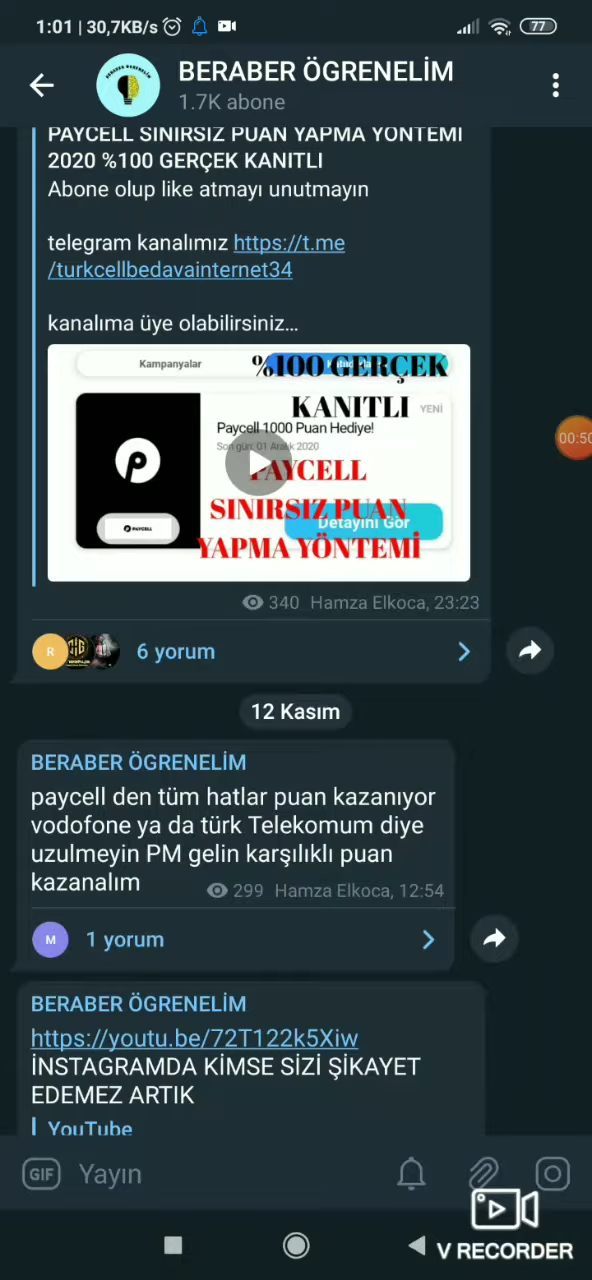 1:01 | 30,7KB/s
77
BERABER ÖGRENELİM
1.7K abone
PAYCELL SINIRSIZ PUAN YAPMA YÖNTEMİ
2020 %100 GERÇEK KANITLI
Abone olup like atmayı unutmayın
telegram kanalımız https://t.me
/turkcellbedavainternet34
kanalıma üye olabilirsiniz…
Kampanyalar
%100 GERÇEK
KANITLI
YENİ
Paycell 1000 Puan Hediye!
Son gün: 01 Aralık 2020
PAYCELL
SINIRSIZ PUAN
Detayını Gör
YAPMA YÖNTEMİ
PAYCELL
00:50
340 Hamza Elkoca, 23:23
R
6 yorum
12 Kasım
BERABER ÖGRENELİM
paycell den tüm hatlar puan kazanıyor
vodofone ya da türk Telekomum diye
uzulmeyin PM gelin karşılıklı puan
kazanalım
299 Hamza Elkoca, 12:54
M
1 yorum
BERABER ÖGRENELİM
https://youtu.be/72T122k5Xiw
İNSTAGRAMDA KİMSE SİZİ ŞİKAYET
EDEMEZ ARTIK
YouTube
GIF
Yayın
V RECORDER